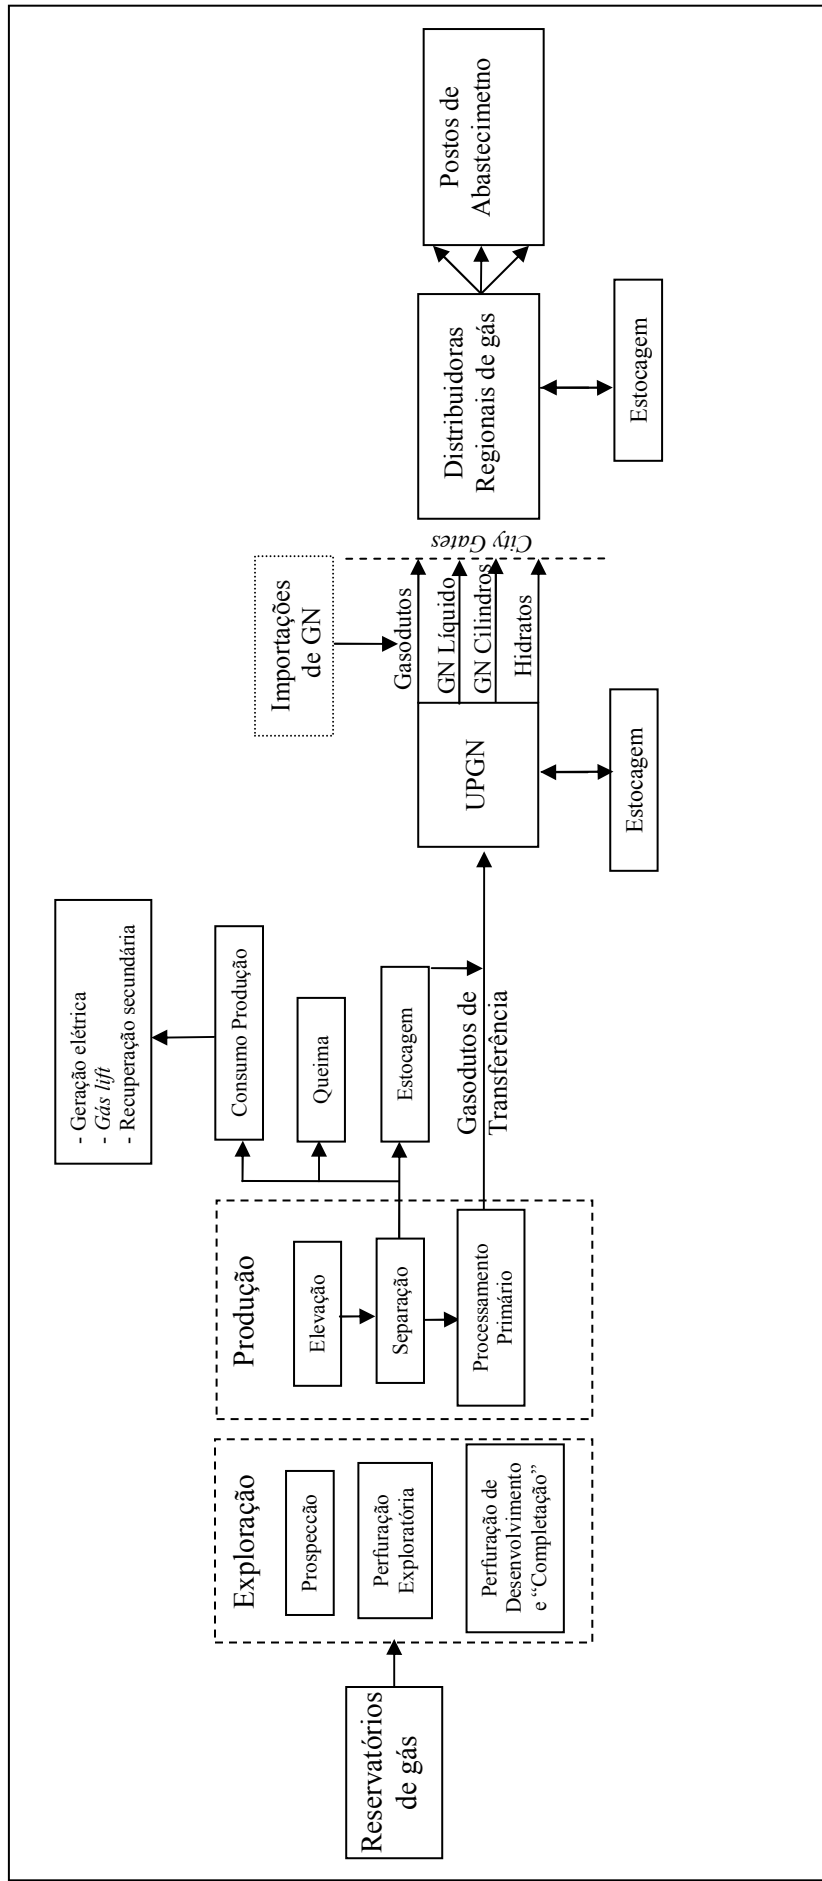 Reservatórios
de gás
Exploração
Prospeccão
Perfuração
Exploratória
Perfuração de
Desenvolvimento
e “Completação”
Produção
Elevação
Separação
Processamento
Primário
- Geração elétrica
- Gás lift
- Recuperação secundária
Consumo Produção
Queima
Estocagem
Gasodutos de
Transferência
UPGN
Estocagem
Importações
de GN
Gasodutos
GN Líquido
GN Cilindros
Hidratos
City Gates
Distribuidoras
Regionais de gás
Estocagem
Postos de
Abastecimetno